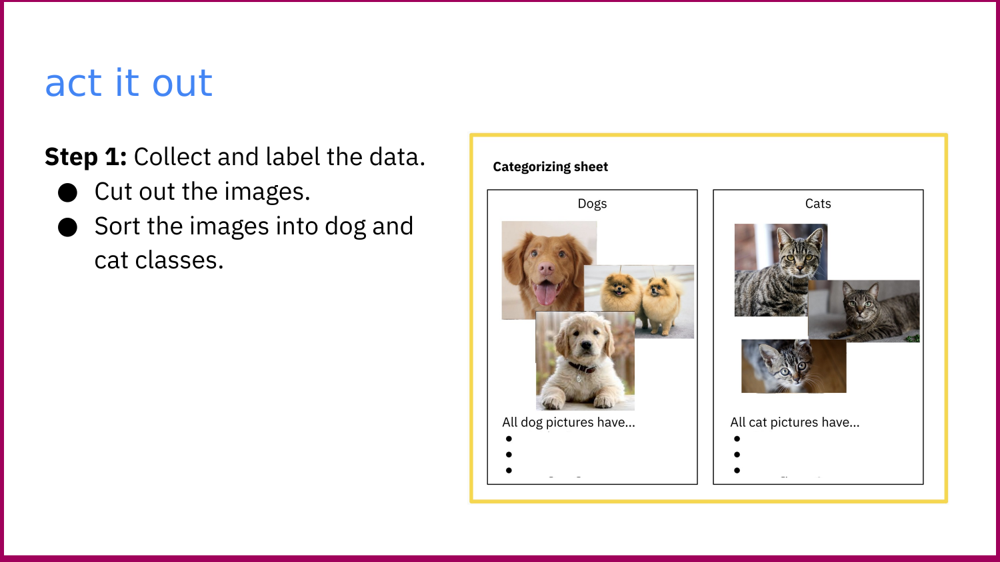 act it out
Step 1: Collect and label the data.
● Cut out the images.
● Sort the images into dog and
cat classes.
Categorizing sheet
Dogs
Cats
All dog pictures have...
●
●
●
All cat pictures have...
●
●
●